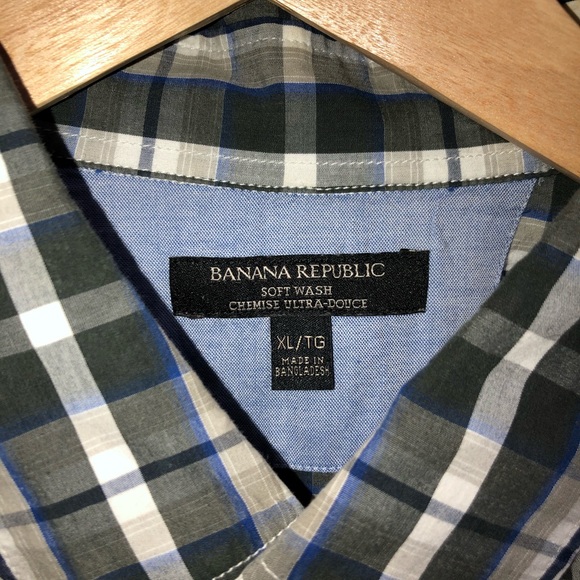 BANANA REPUBLIC
SOFT WASH
CHEMISE ULTRA-DOUCE
XL/TG
MADE IN
BANGLADESH